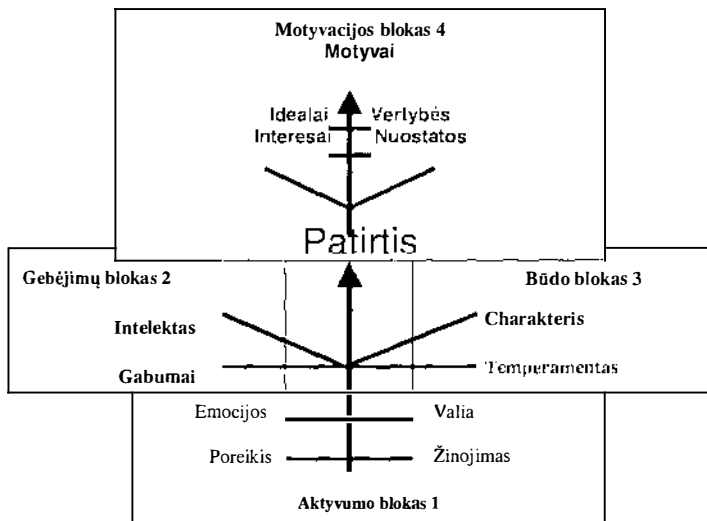 Motyvacijos blokas 4
Motyvai
Idealai Vertybės
Interesai Nuostatos
Patirtis
Gebėjimų blokas 2 Būdo blokas 3
Intelektas Charakteris
Gabumai Temperamentas
Emocijos Valia
Poreikis Žinojimas
Aktyvumo blokas 1